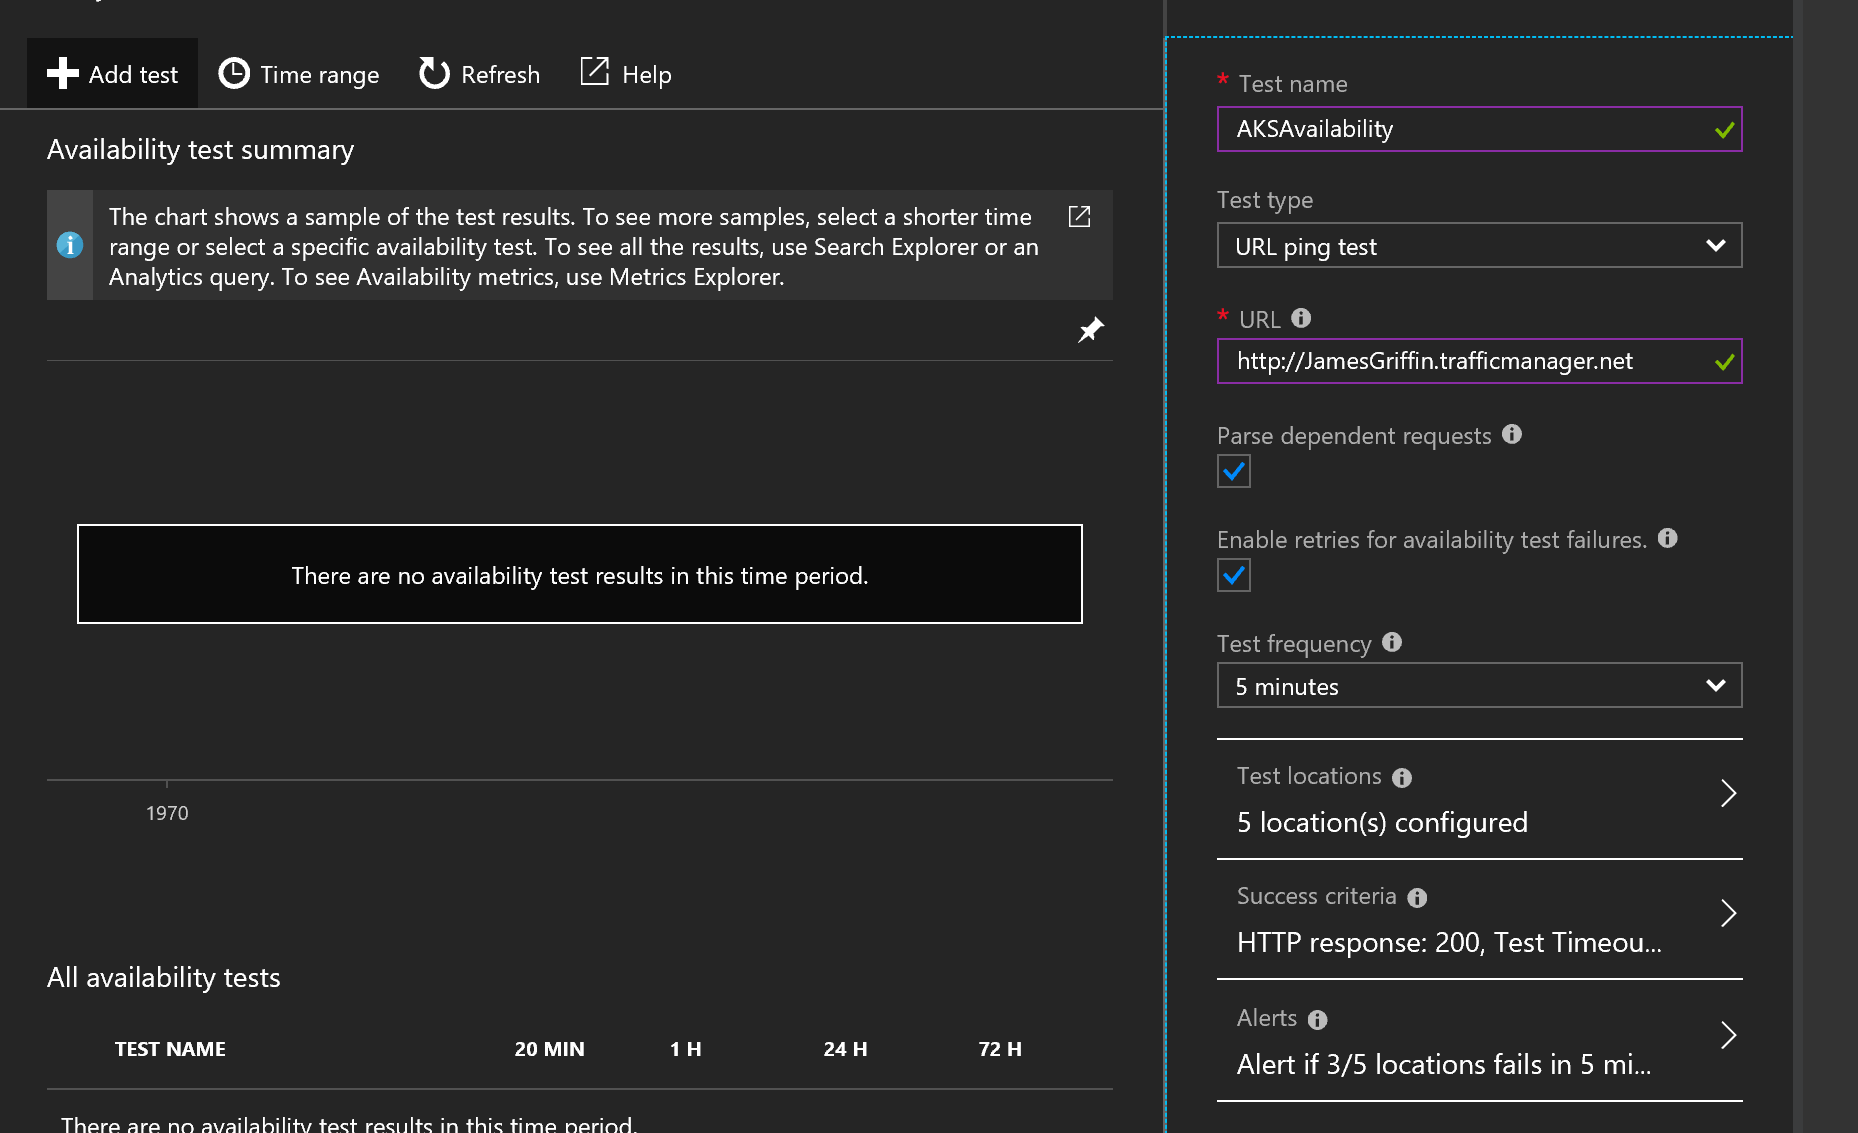 Add test
Time range
Refresh
Help
Availability test summary
The chart shows a sample of the test results. To see more samples, select a shorter time
range or select a specific availability test. To see all the results, use Search Explorer or an
Analytics query. To see Availability metrics, use Metrics Explorer.
There are no availability test results in this time period.
1970
All availability tests
TEST NAME
20 MIN
1 H
24 H
72 H
There are no availability test results in this time period.
* Test name
AKSAvailability
Test type
URL ping test
* URL
http://JamesGriffin.trafficmanager.net
Parse dependent requests
Enable retries for availability test failures.
Test frequency
5 minutes
Test locations
5 location(s) configured
Success criteria
HTTP response: 200, Test Timeou...
Alerts
Alert if 3/5 locations fails in 5 mi...